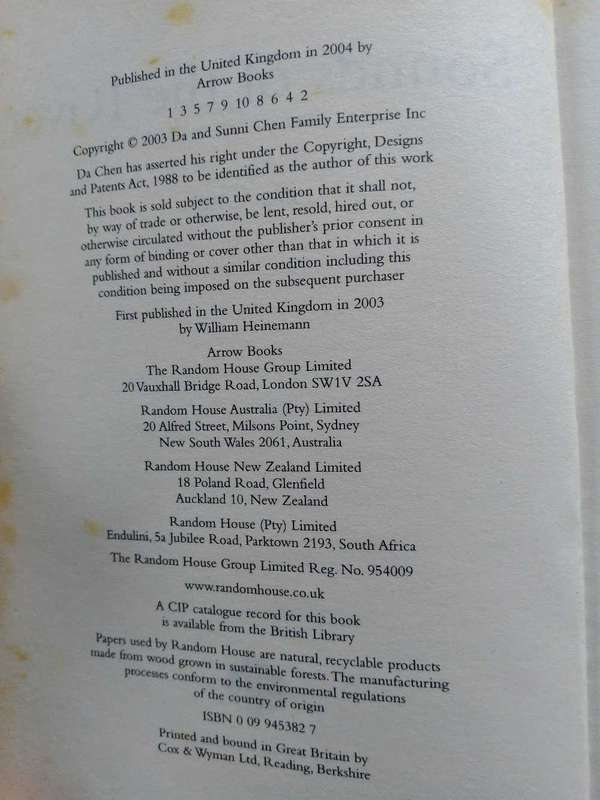 Published in the United Kingdom in 2004 by
Arrow Books
1 3 5 7 9 10 8 6 4 2
Copyright © 2003 Da and Sunni Chen Family Enterprise Inc
Da Chen has asserted his right under the Copyright, Designs
and Patents Act, 1988 to be identified as the author of this work
This book is sold subject to the condition that it shall not,
by way of trade or otherwise, be lent, resold, hired out, or
otherwise circulated without the publisher's prior consent in
any form of binding or cover other than that in which it is
published and without a similar condition including this
condition being imposed on the subsequent purchaser
First published in the United Kingdom in 2003
by William Heinemann
Arrow Books
The Random House Group Limited
20 Vauxhall Bridge Road, London SW1V 2SA
Random House Australia (Pty) Limited
20 Alfred Street, Milsons Point, Sydney
New South Wales 2061, Australia
Random House New Zealand Limited
18 Poland Road, Glenfield
Auckland 10, New Zealand
Random House (Pty) Limited
Endulini, 5a Jubilee Road, Parktown 2193, South Africa
The Random House Group Limited Reg. No. 954009
www.randomhouse.co.uk
A CIP catalogue record for this book
is available from the British Library
Papers used by Random House are natural, recyclable products
made from wood grown in sustainable forests. The manufacturing
processes conform to the environmental regulations
of the country of origin
ISBN 0 09 945382 7
Printed and bound in Great Britain by
Cox & Wyman Ltd, Reading, Berkshire